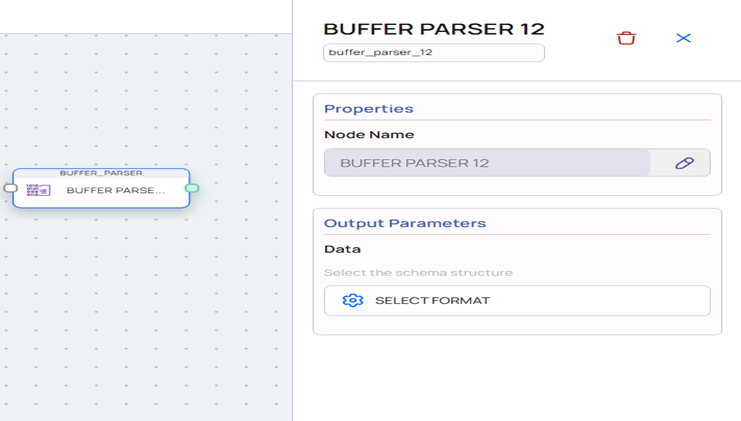 BUFFER PARSER 12
buffer_parser_12
BUFFER_PARSER
BUFFER PARSE...
Properties
Node Name
BUFFER PARSER 12
Output Parameters
Data
Select the schema structure
SELECT FORMAT